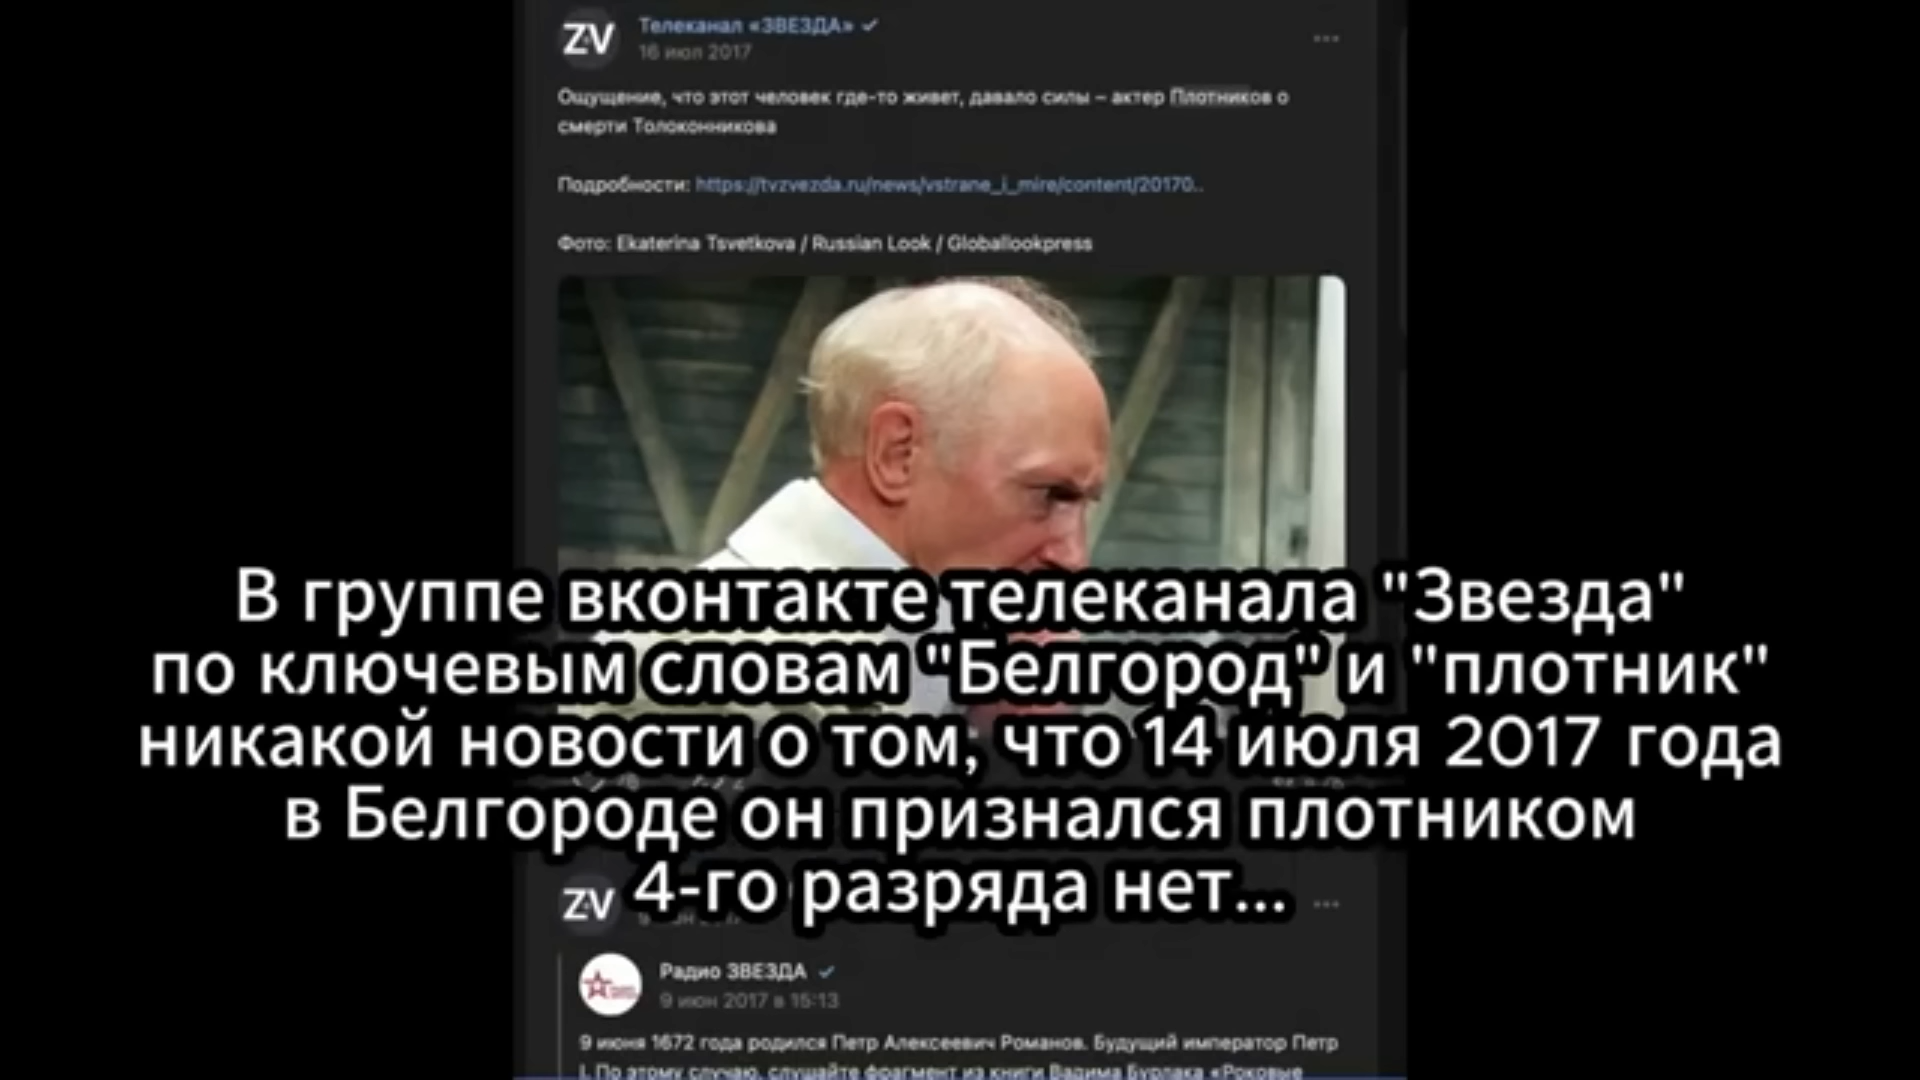 Z★V
Телеканал «ЗВЕЗДА»
16 июл 2017
Ощущение, что этот человек где-то живет, давало силы – актер Плотников о
смерти Толоконникова
Подробности: https://tvzvezda.ru/news/vstrane_i_mire/content/20170..
Фото: Ekaterina Tsvetkova / Russian Look / Globallookpress
В группе вконтакте телеканала "Звезда"
по ключевым словам "Белгород" и "плотник"
никакой новости о том, что 14 июля 2017 года
в Белгороде он признался плотником
4-го разряда нет...
Z★V
Радио ЗВЕЗДА
9 июн 2017 в 15:13
9 июня 1672 года родился Петр Алексеевич Романов. Будущий император Петр
I. По этому случаю, слушайте фрагмент из книги Вадима Бурлака «Роковые